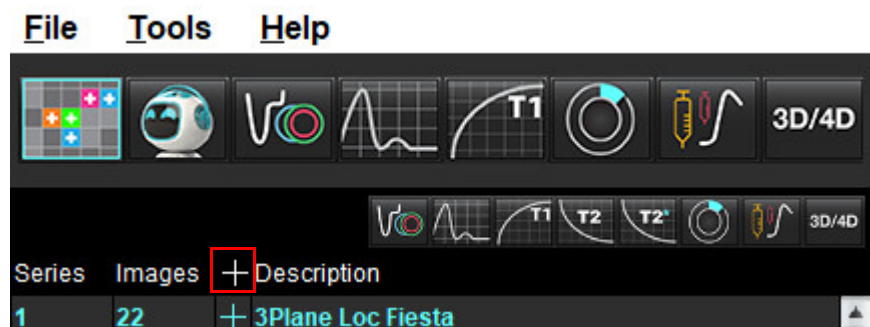 File Tools Help
T1 3D/4D
T1 T2 T2* 3D/4D
Series Images + Description
1 22 + 3Plane Loc Fiesta